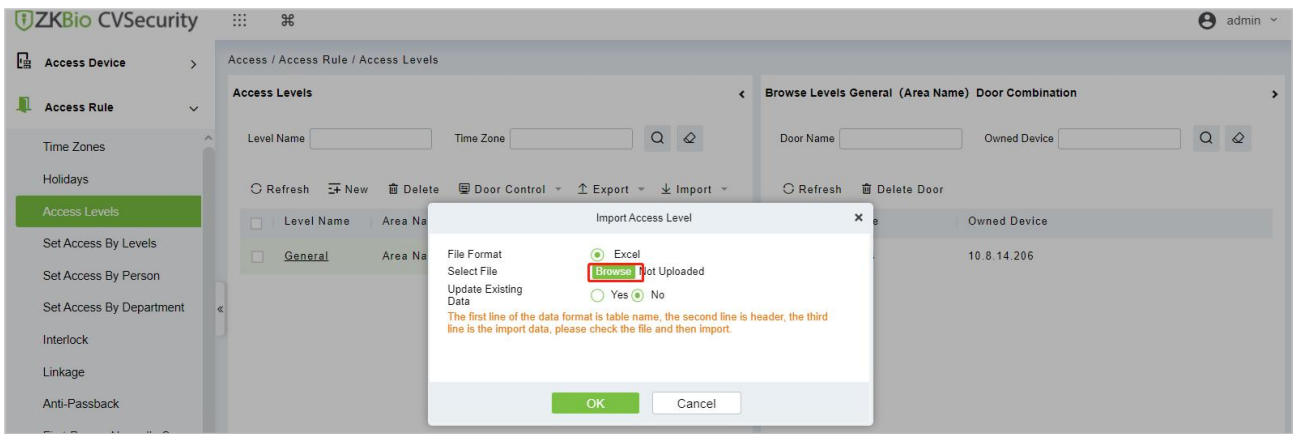 ZKBio CVSecurity
admin
Access Device
Access / Access Rule / Access Levels
Access Rule
Access Levels
Browse Levels General (Area Name) Door Combination
Time Zones
Level Name
Time Zone
Door Name
Owned Device
Holidays
Refresh New Delete Door Control Export Import
Refresh Delete Door
Access Levels
Level Name Area Na
Import Access Level
Owned Device
Set Access By Levels
General Area Na
File Format Excel
10.8.14.206
Select File Browse Not Uploaded
Set Access By Person
Update Existing
Data
Yes No
Set Access By Department
The first line of the data format is table name, the second line is header, the third
line is the import data, please check the file and then import.
Interlock
Linkage
Anti-Passback
OK Cancel